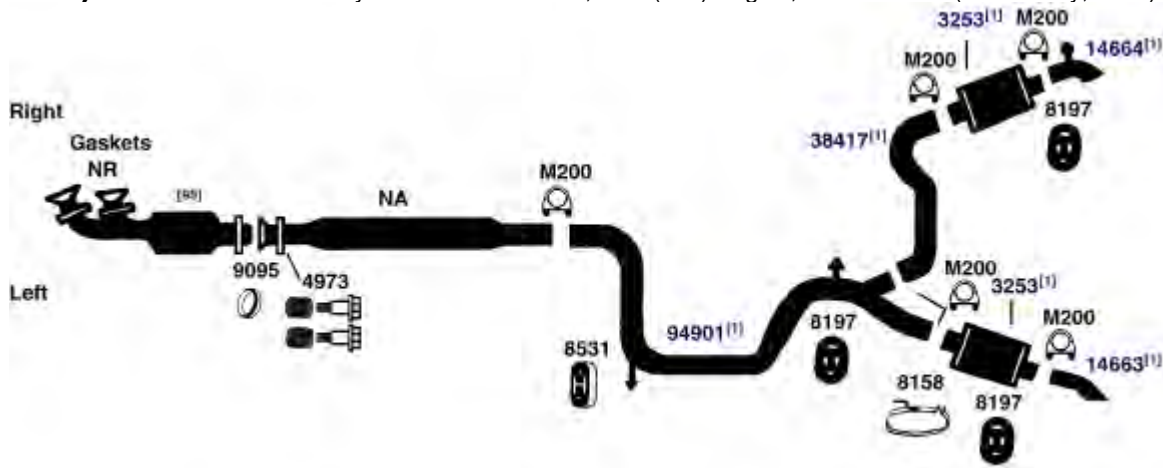 3253[1] M200
14664[1]
M200
8197
Right
38417[1]
Gaskets
NR
M200
NA
9095
4973
M200
Left
3253[1]
M200
94901[1]
8197
8531
14663[1]
8158
8197